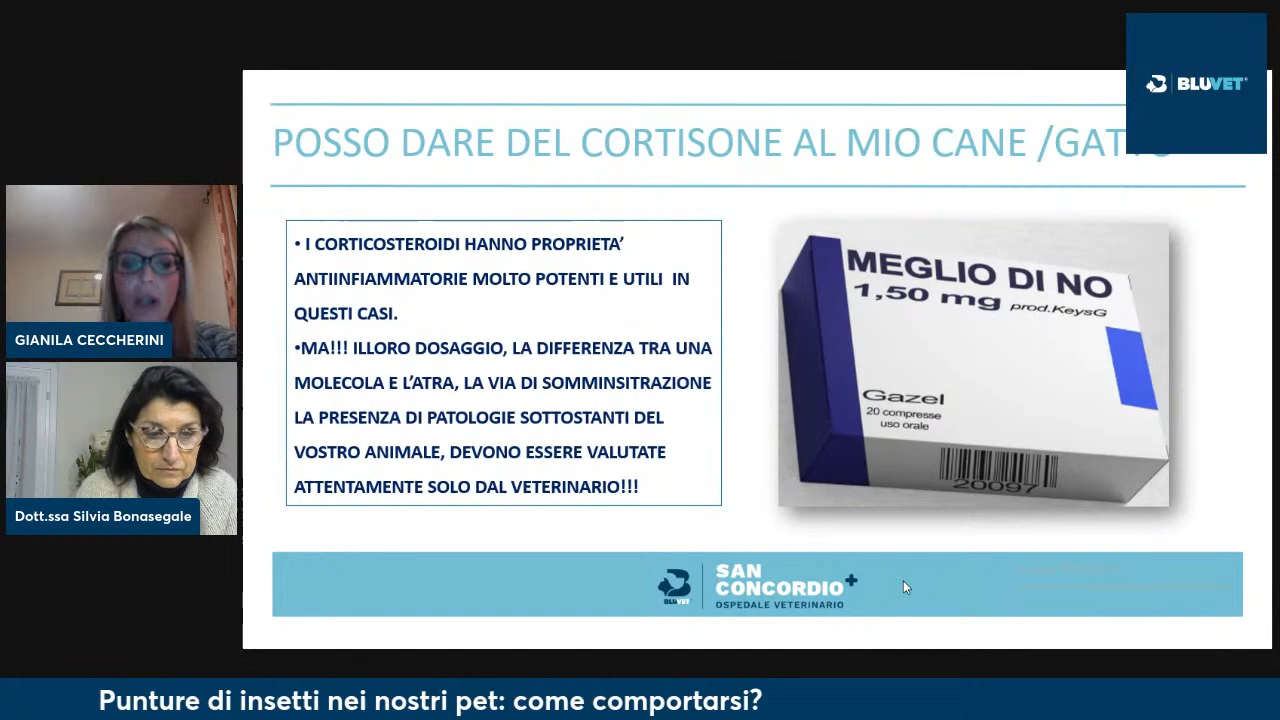 BLUVET
POSSO DARE DEL CORTISONE AL MIO CANE /GATTO
• I CORTICOSTEROIDI HANNO PROPRIETA’
ANTIINFIAMMATORIE MOLTO POTENTI E UTILI IN
QUESTI CASI.
•MA!!! ILLORO DOSAGGIO, LA DIFFERENZA TRA UNA
MOLECOLA E L’ATRA, LA VIA DI SOMMINSITRAZIONE
LA PRESENZA DI PATOLOGIE SOTTOSTANTI DEL
VOSTRO ANIMALE, DEVONO ESSERE VALUTATE
ATTENTAMENTE SOLO DAL VETERINARIO!!!
MEGLIO DI NO
1,50 mg prod.KeysG
Gazel
20 compresse
uso orale
20097
GIANILA CECCHERINI
Dott.ssa Silvia Bonasegale
BLUVET
SAN
CONCORDIO+
OSPEDALE VETERINARIO
Punture di insetti nei nostri pet: come comportarsi?